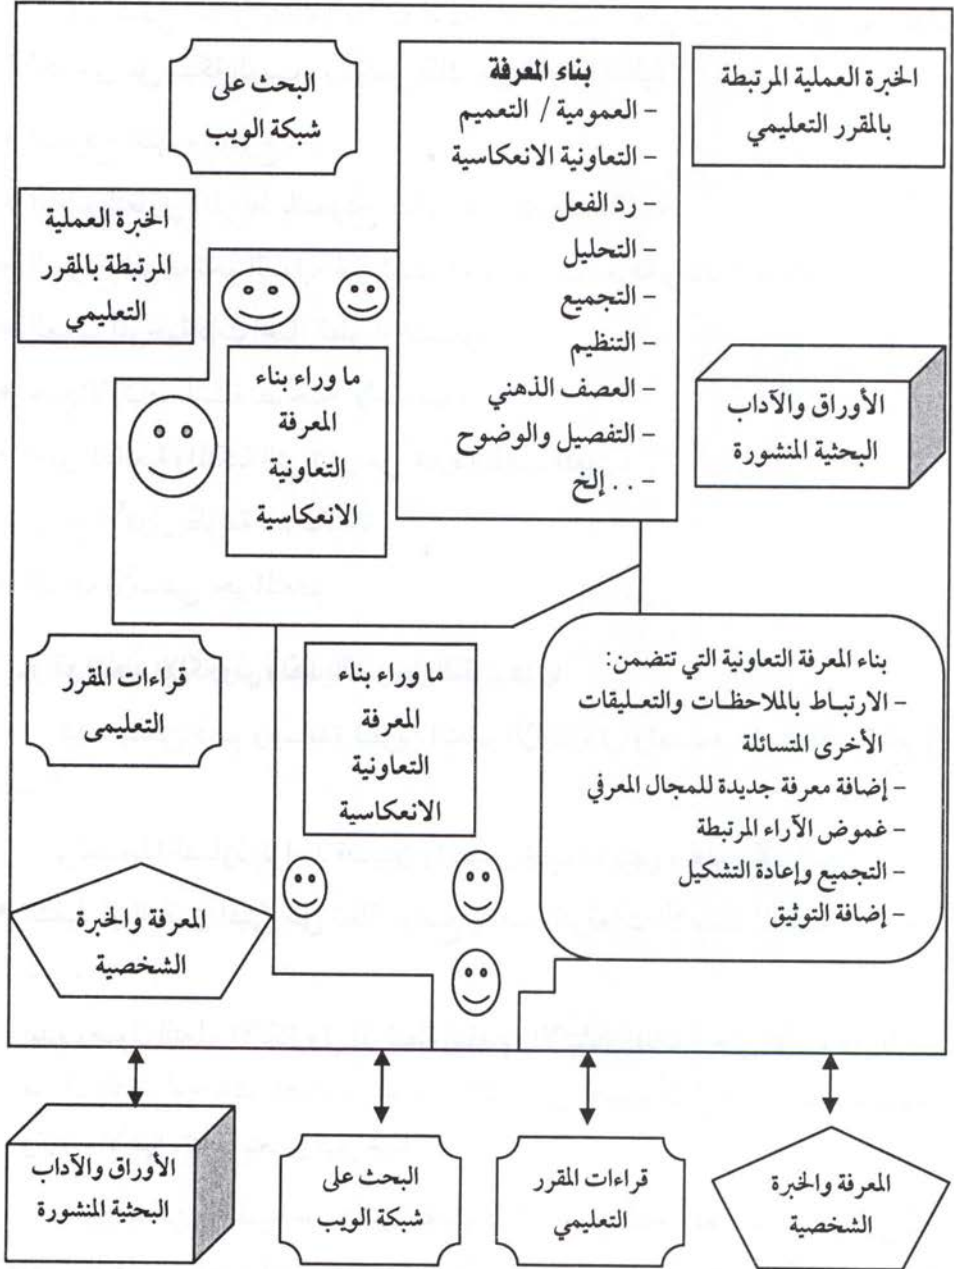 الخبرة العملية المرتبطة
بالمقرر التعليمي
بناء المعرفة
- العمومية / التعميم
- التعاونية الانعكاسية
- رد الفعل
- التحليل
- التجميع
- التنظيم
- العصف الذهني
- التفصيل والوضوح
- . . إلخ
البحث على
شبكة الويب
الخبرة العملية
المرتبطة بالمقرر
التعليمي
ما وراء بناء
المعرفة
التعاونية
الانعكاسية
الأوراق والآداب
البحثية المنشورة
بناء المعرفة التعاونية التي تتضمن:
- الارتباط بالملاحظات والتعليقات
الأخرى المتسائلة
- إضافة معرفة جديدة للمجال المعرفي
- غموض الآراء المرتبطة
- التجميع وإعادة التشكيل
- إضافة التوثيق
ما وراء بناء
المعرفة
التعاونية
الانعكاسية
قراءات المقرر
التعليمى
المعرفة والخبرة
الشخصية
المعرفة والخبرة
الشخصية
قراءات المقرر
التعليمي
البحث على
شبكة الويب
الأوراق والآداب
البحثية المنشورة